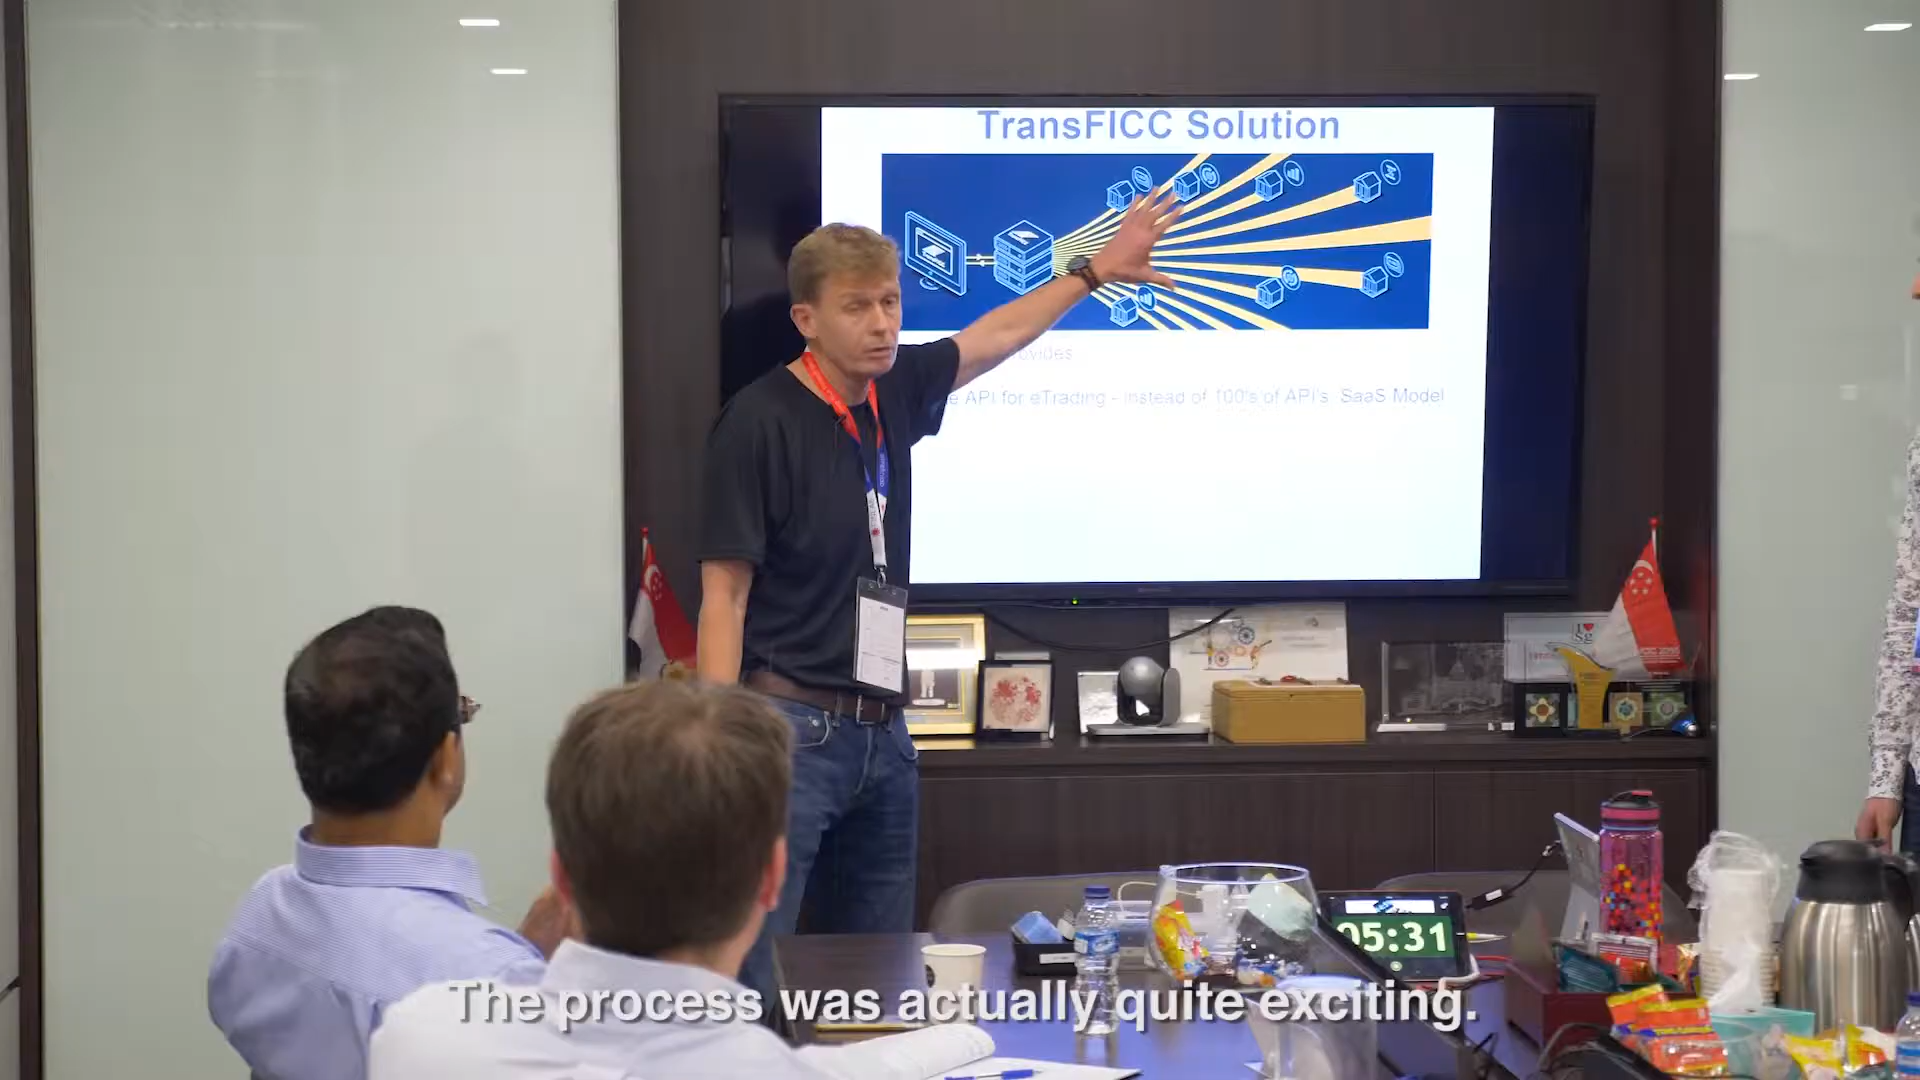 TransFICC Solution
API for eTrading - instead of 100's of API's SaaS Model
I
Sg
05:31
The process was actually quite exciting.